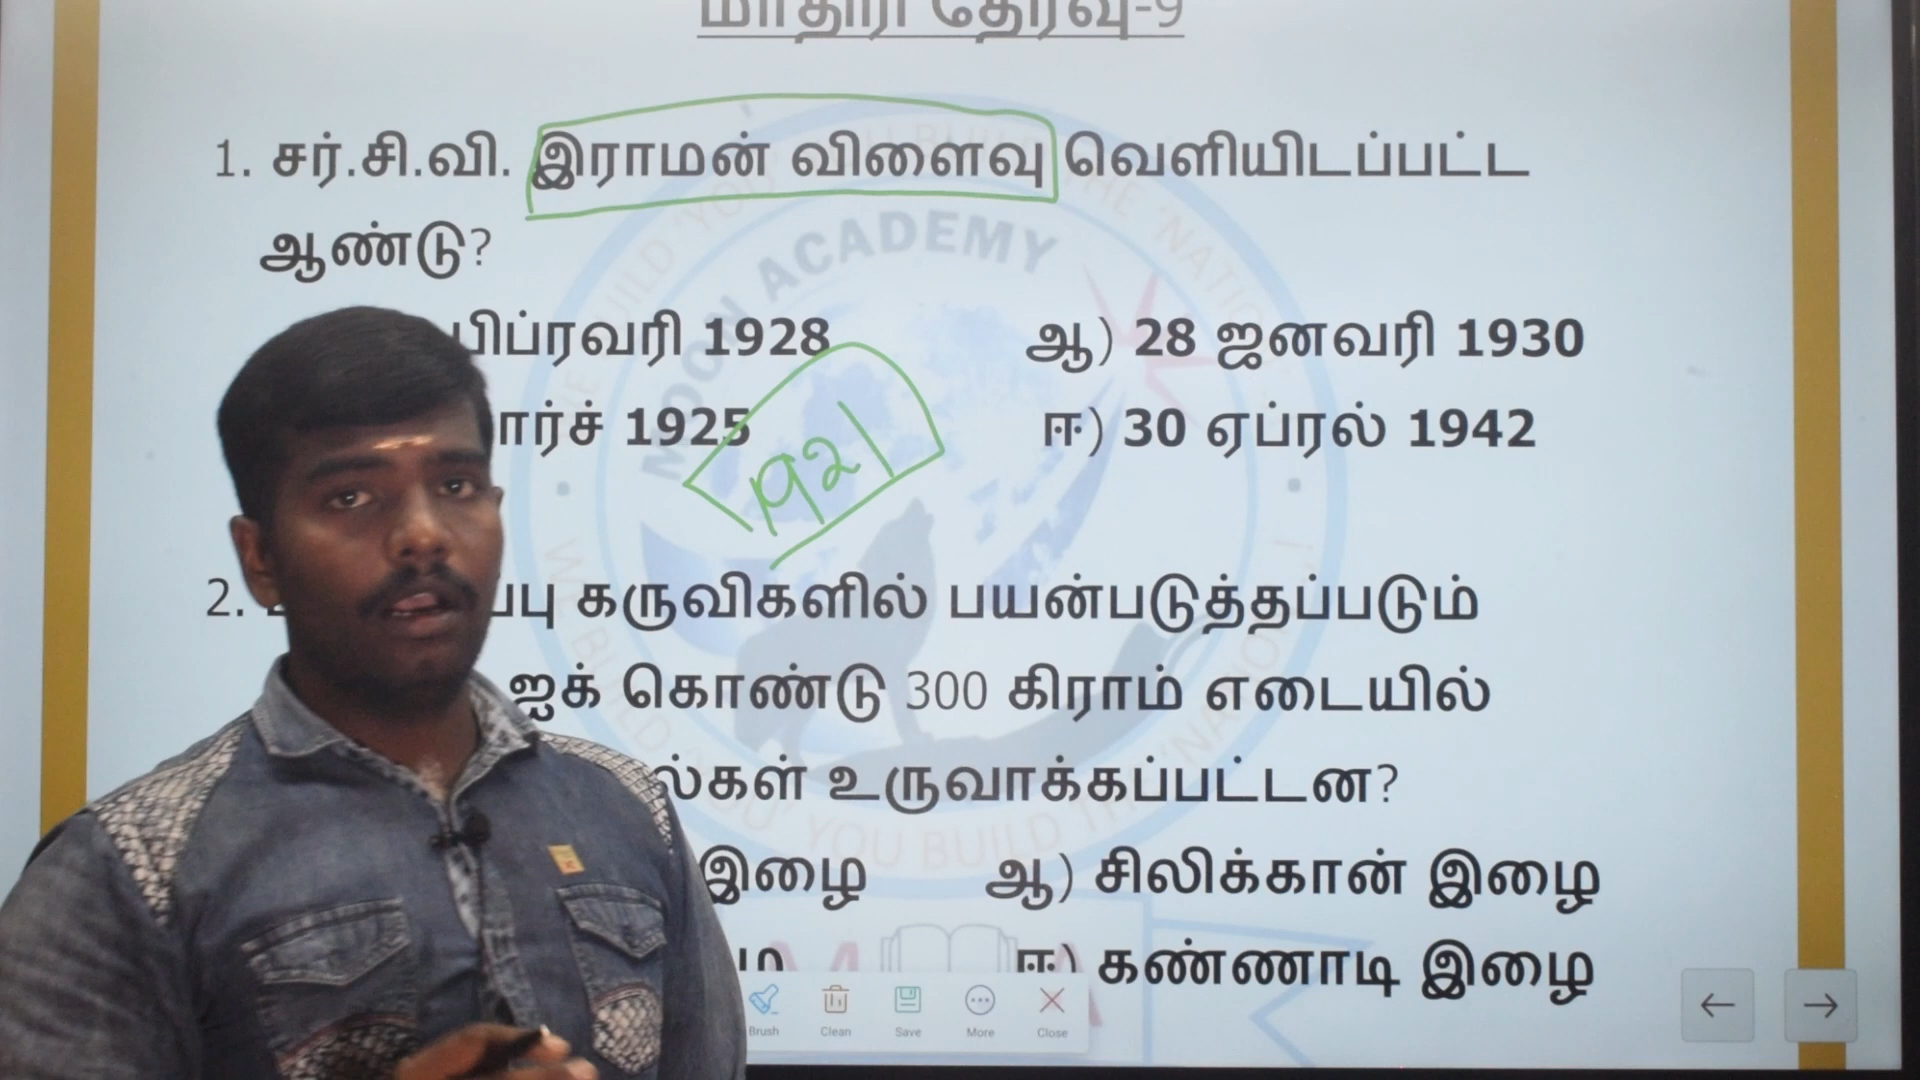 மாதிரி தேர்வு-9
1. சர்.சி.வி. இராமன் விளைவு வெளியிடப்பட்ட
ஆண்டு?
பிப்ரவரி 1928 ஆ) 28 ஜனவரி 1930
மார்ச் 1925 ஈ) 30 ஏப்ரல் 1942
1921
2. கருவிகளில் பயன்படுத்தப்படும்
ஐக் கொண்டு 300 கிராம் எடையில்
உருவாக்கப்பட்டன?
இழை ஆ) சிலிக்கான் இழை
ஈ) கண்ணாடி இழை
MOON ACADEMY
Brush Clean Save More Close